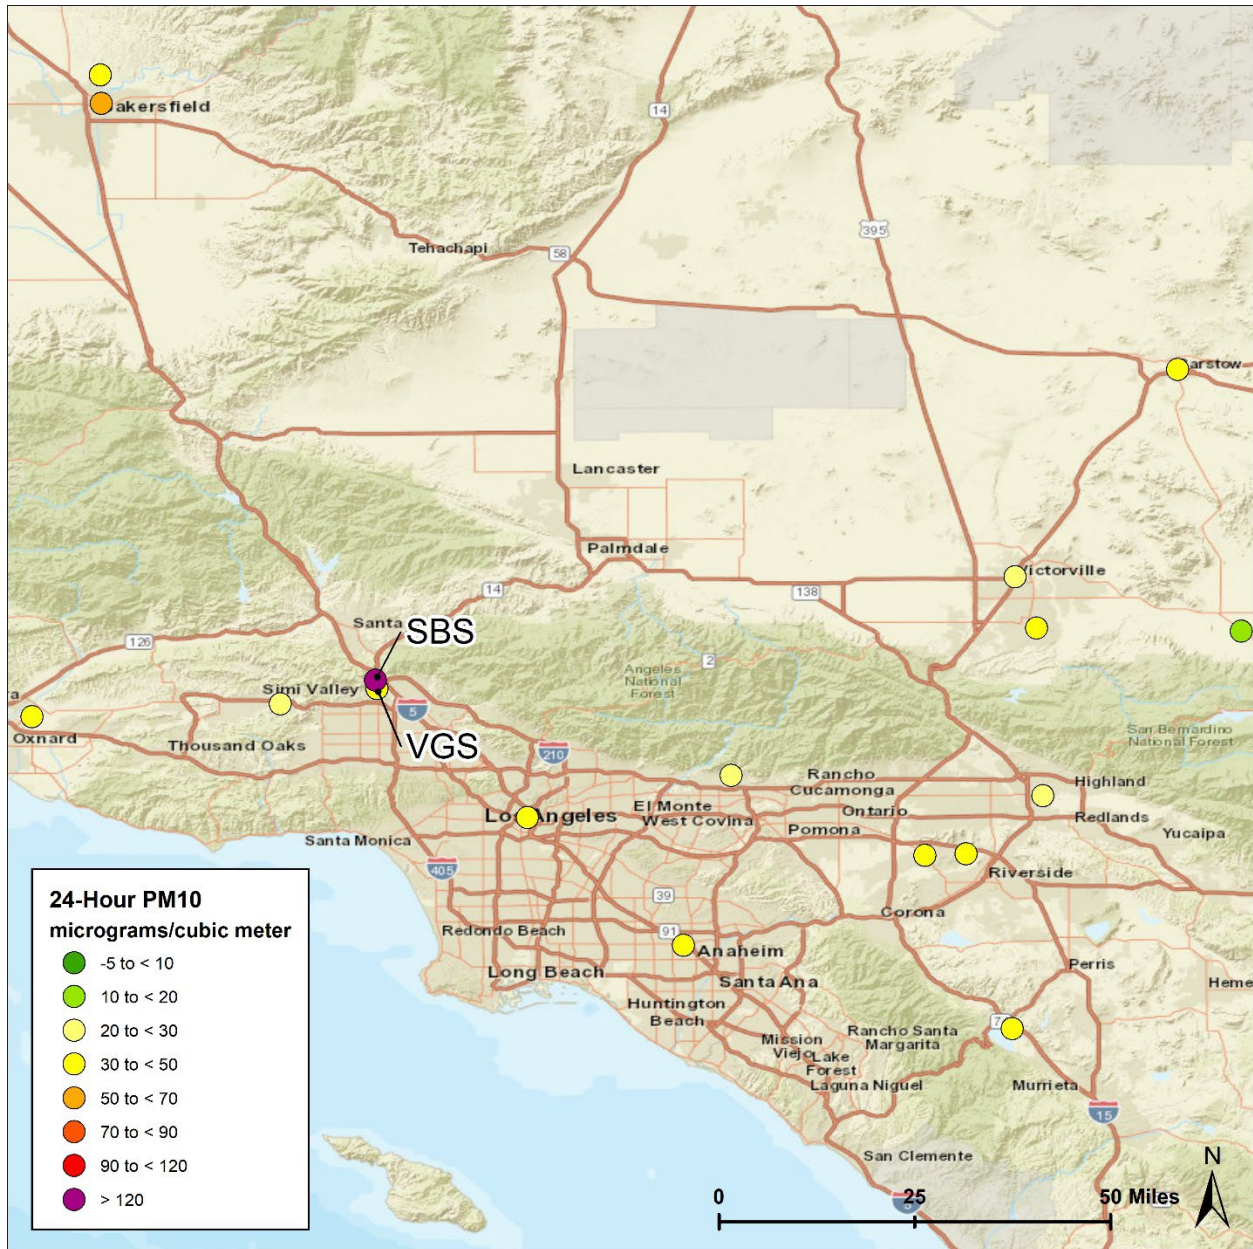 akersfield
14
395
Tehachapi
58
arstow
Lancaster
Palmdale
14
138
ictorville
Santa
SBS
126
2
Angeles
National
Forest
Simi Valley
5
a
Oxnard
Thousand Oaks
VGS
210
San Bernardino
National Forest
Rancho
Cucamonga
Highland
El Monte
West Covina
Ontario
Redlands
Los Angeles
Pomona
Yucaipa
Santa Monica
405
Riverside
39
Corona
Redondo Beach
91
Anaheim
Long Beach
Santa Ana
Perris
Heme
Huntington
Beach
Mission
Viejo
Lake
Forest
Rancho Santa
Margarita
7
Laguna Niguel
Murrieta
15
San Clemente
5
24-Hour PM10
micrograms/cubic meter
-5 to < 10
10 to < 20
20 to < 30
30 to < 50
50 to < 70
70 to < 90
90 to < 120
> 120
N
0 25 50 Miles